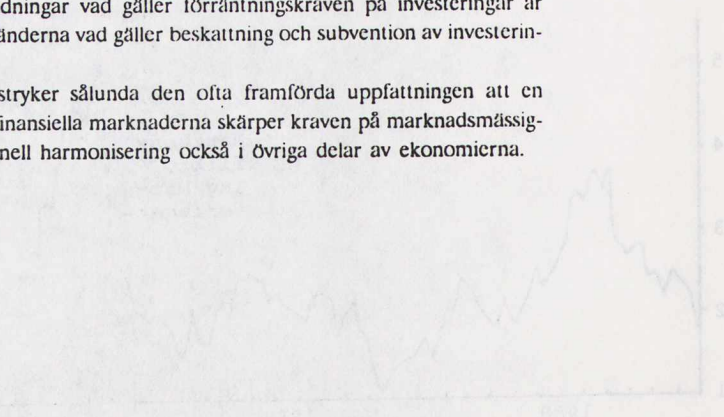 dningar vad gäller förräntningskraven på investeringar är
änderna vad gäller beskattning och subvention av investerin-
stryker sålunda den ofta framförda uppfattningen att en
inansiella marknaderna skärper kraven på marknadsmässig-
nell harmonisering också i övriga delar av ekonomierna.